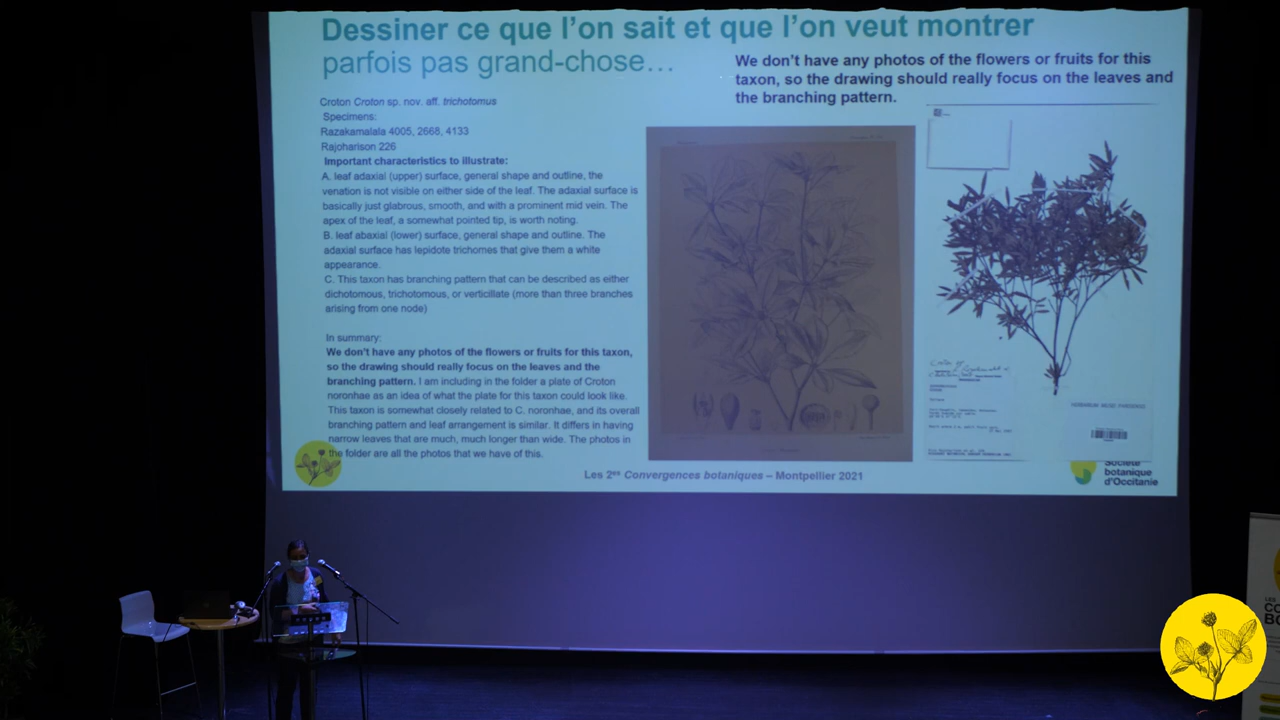 Dessiner ce que l'on sait et que l'on veut montrer
parfois pas grand-chose…
We don't have any photos of the flowers or fruits for this
taxon, so the drawing should really focus on the leaves and
the branching pattern.
Croton Croton sp. nov. aff. trichotomus
Specimens:
Razakamalala 4005, 2668, 4133
Rajoharison 226
Important characteristics to illustrate:
A. leaf adaxial (upper) surface, general shape and outline, the
venation is not visible on either side of the leaf. The adaxial surface is
basically just glabrous, smooth, and with a prominent mid vein. The
apex of the leaf, a somewhat pointed tip, is worth noting.
B. leaf abaxial (lower) surface, general shape and outline. The
adaxial surface has lepidote trichomes that give them a white
appearance.
C. This taxon has branching pattern that can be described as either
dichotomous, trichotomous, or verticillate (more than three branches
arising from one node)
In summary:
We don't have any photos of the flowers or fruits for this taxon,
so the drawing should really focus on the leaves and the
branching pattern. I am including in the folder a plate of Croton
noronhae as an idea of what the plate for this taxon could look like.
This taxon is somewhat closely related to C. noronhae, and its overall
branching pattern and leaf arrangement is similar. It differs in having
narrow leaves that are much, much longer than wide. The photos in
the folder are all the photos that we have of this.
Les 2es Convergences botaniques – Montpellier 2021
Société
botanique
d'Occitanie
LES